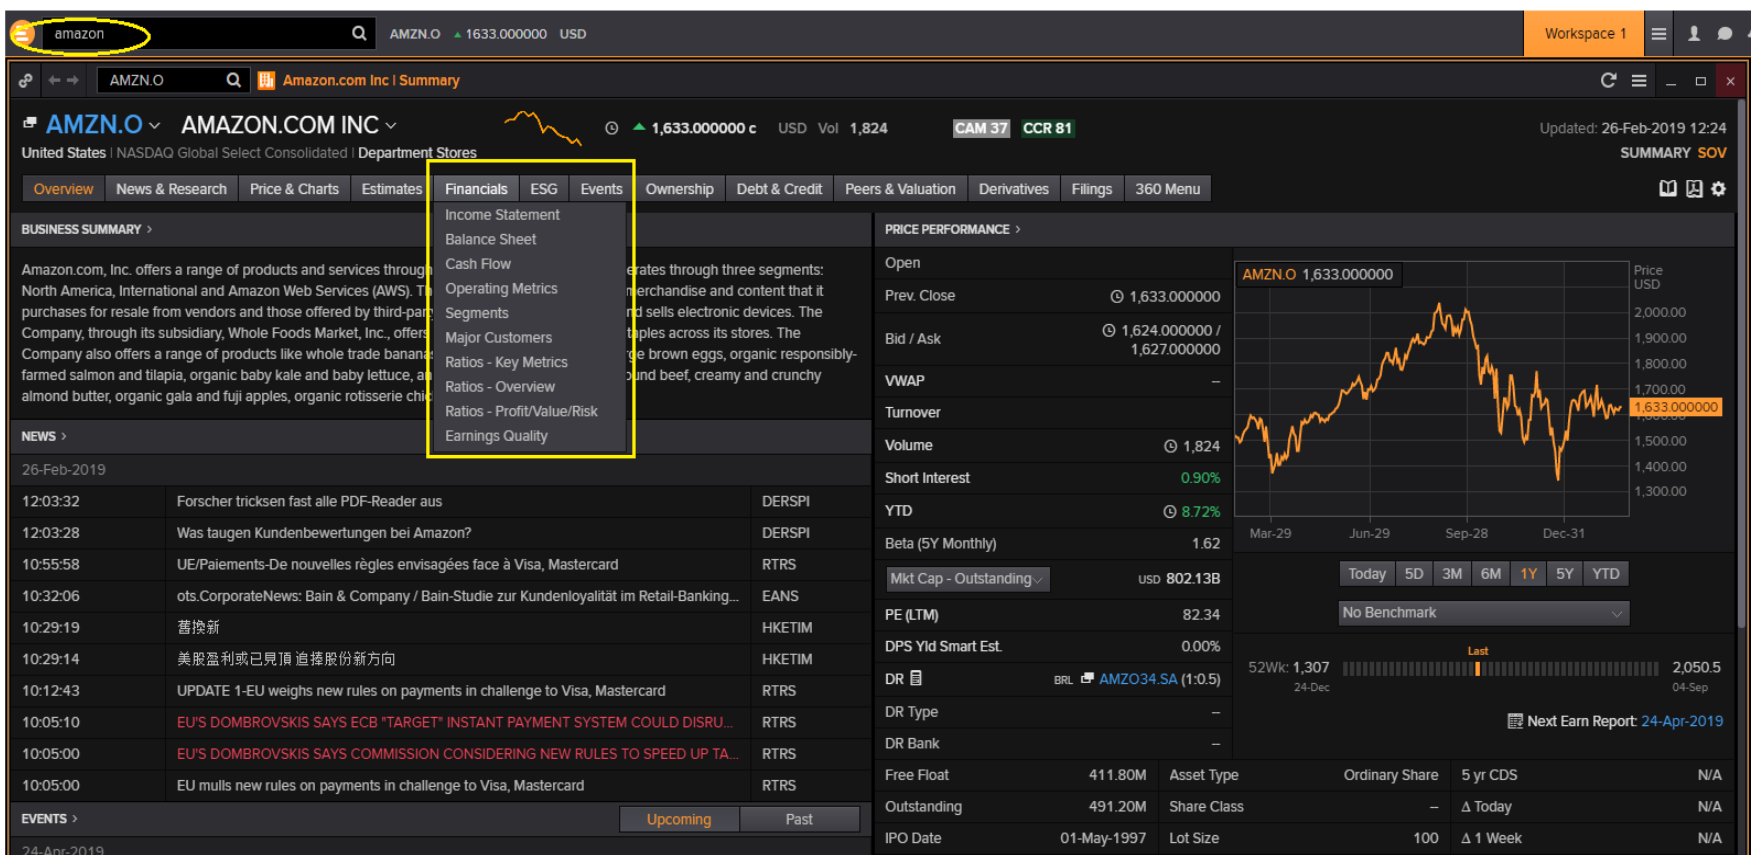 amazon
AMZN.O 1633.000000 USD
Workspace 1
AMZN.O
Amazon.com Inc | Summary
AMZN.O AMAZON.COM INC
1,633.000000 c USD Vol 1,824 CAM 37 CCR 81
Updated: 26-Feb-2019 12:24
United States | NASDAQ Global Select Consolidated | Department Stores
SUMMARY SOV
Overview News & Research Price & Charts Estimates Financials ESG Events Ownership Debt & Credit Peers & Valuation Derivatives Filings 360 Menu
Income Statement
Balance Sheet
Cash Flow
Operating Metrics
Segments
Major Customers
Ratios - Key Metrics
Ratios - Overview
Ratios - Profit/Value/Risk
Earnings Quality
BUSINESS SUMMARY >
Amazon.com, Inc. offers a range of products and services through rates through three segments:
North America, International and Amazon Web Services (AWS). Th merchandise and content that it
purchases for resale from vendors and those offered by third-par d sells electronic devices. The
Company, through its subsidiary, Whole Foods Market, Inc., offers aples across its stores. The
Company also offers a range of products like whole trade banana ge brown eggs, organic responsibly-
farmed salmon and tilapia, organic baby kale and baby lettuce, a und beef, creamy and crunchy
almond butter, organic gala and fuji apples, organic rotisserie chi
NEWS >
26-Feb-2019
12:03:32 Forscher tricksen fast alle PDF-Reader aus DERSPI
12:03:28 Was taugen Kundenbewertungen bei Amazon? DERSPI
10:55:58 UE/Paiements-De nouvelles règles envisagées face à Visa, Mastercard RTRS
10:32:06 ots.CorporateNews: Bain & Company / Bain-Studie zur Kundenloyalität im Retail-Banking... EANS
10:29:19 舊換新 HKETIM
10:29:14 美股盈利或已見頂 追捧股份新方向 HKETIM
10:12:43 UPDATE 1-EU weighs new rules on payments in challenge to Visa, Mastercard RTRS
10:05:10 EU'S DOMBROVSKIS SAYS ECB "TARGET" INSTANT PAYMENT SYSTEM COULD DISRU... RTRS
10:05:00 EU'S DOMBROVSKIS SAYS COMMISSION CONSIDERING NEW RULES TO SPEED UP TA... RTRS
10:05:00 EU mulls new rules on payments in challenge to Visa, Mastercard RTRS
EVENTS > Upcoming Past
24-Apr-2019
PRICE PERFORMANCE >
Open
Prev. Close 1,633.000000
Bid / Ask 1,624.000000 /
1,627.000000
VWAP --
Turnover
Volume 1,824
Short Interest 0.90%
YTD 8.72%
Beta (5Y Monthly) 1.62
Mkt Cap - Outstanding USD 802.13B
PE (LTM) 82.34
DPS Yld Smart Est. 0.00%
DR BRL AMZO34.SA (1:0.5)
DR Type --
DR Bank --
AMZN.O 1,633.000000
Price
USD
2,000.00
1,900.00
1,800.00
1,700.00
1,633.000000
1,500.00
1,400.00
1,300.00
Mar-29 Jun-29 Sep-28 Dec-31
Today 5D 3M 6M 1Y 5Y YTD
No Benchmark
Last
52Wk: 1,307 2,050.5
24-Dec 04-Sep
Next Earn Report: 24-Apr-2019
Free Float 411.80M Asset Type Ordinary Share 5 yr CDS N/A
Outstanding 491.20M Share Class -- Δ Today N/A
IPO Date 01-May-1997 Lot Size 100 Δ 1 Week N/A